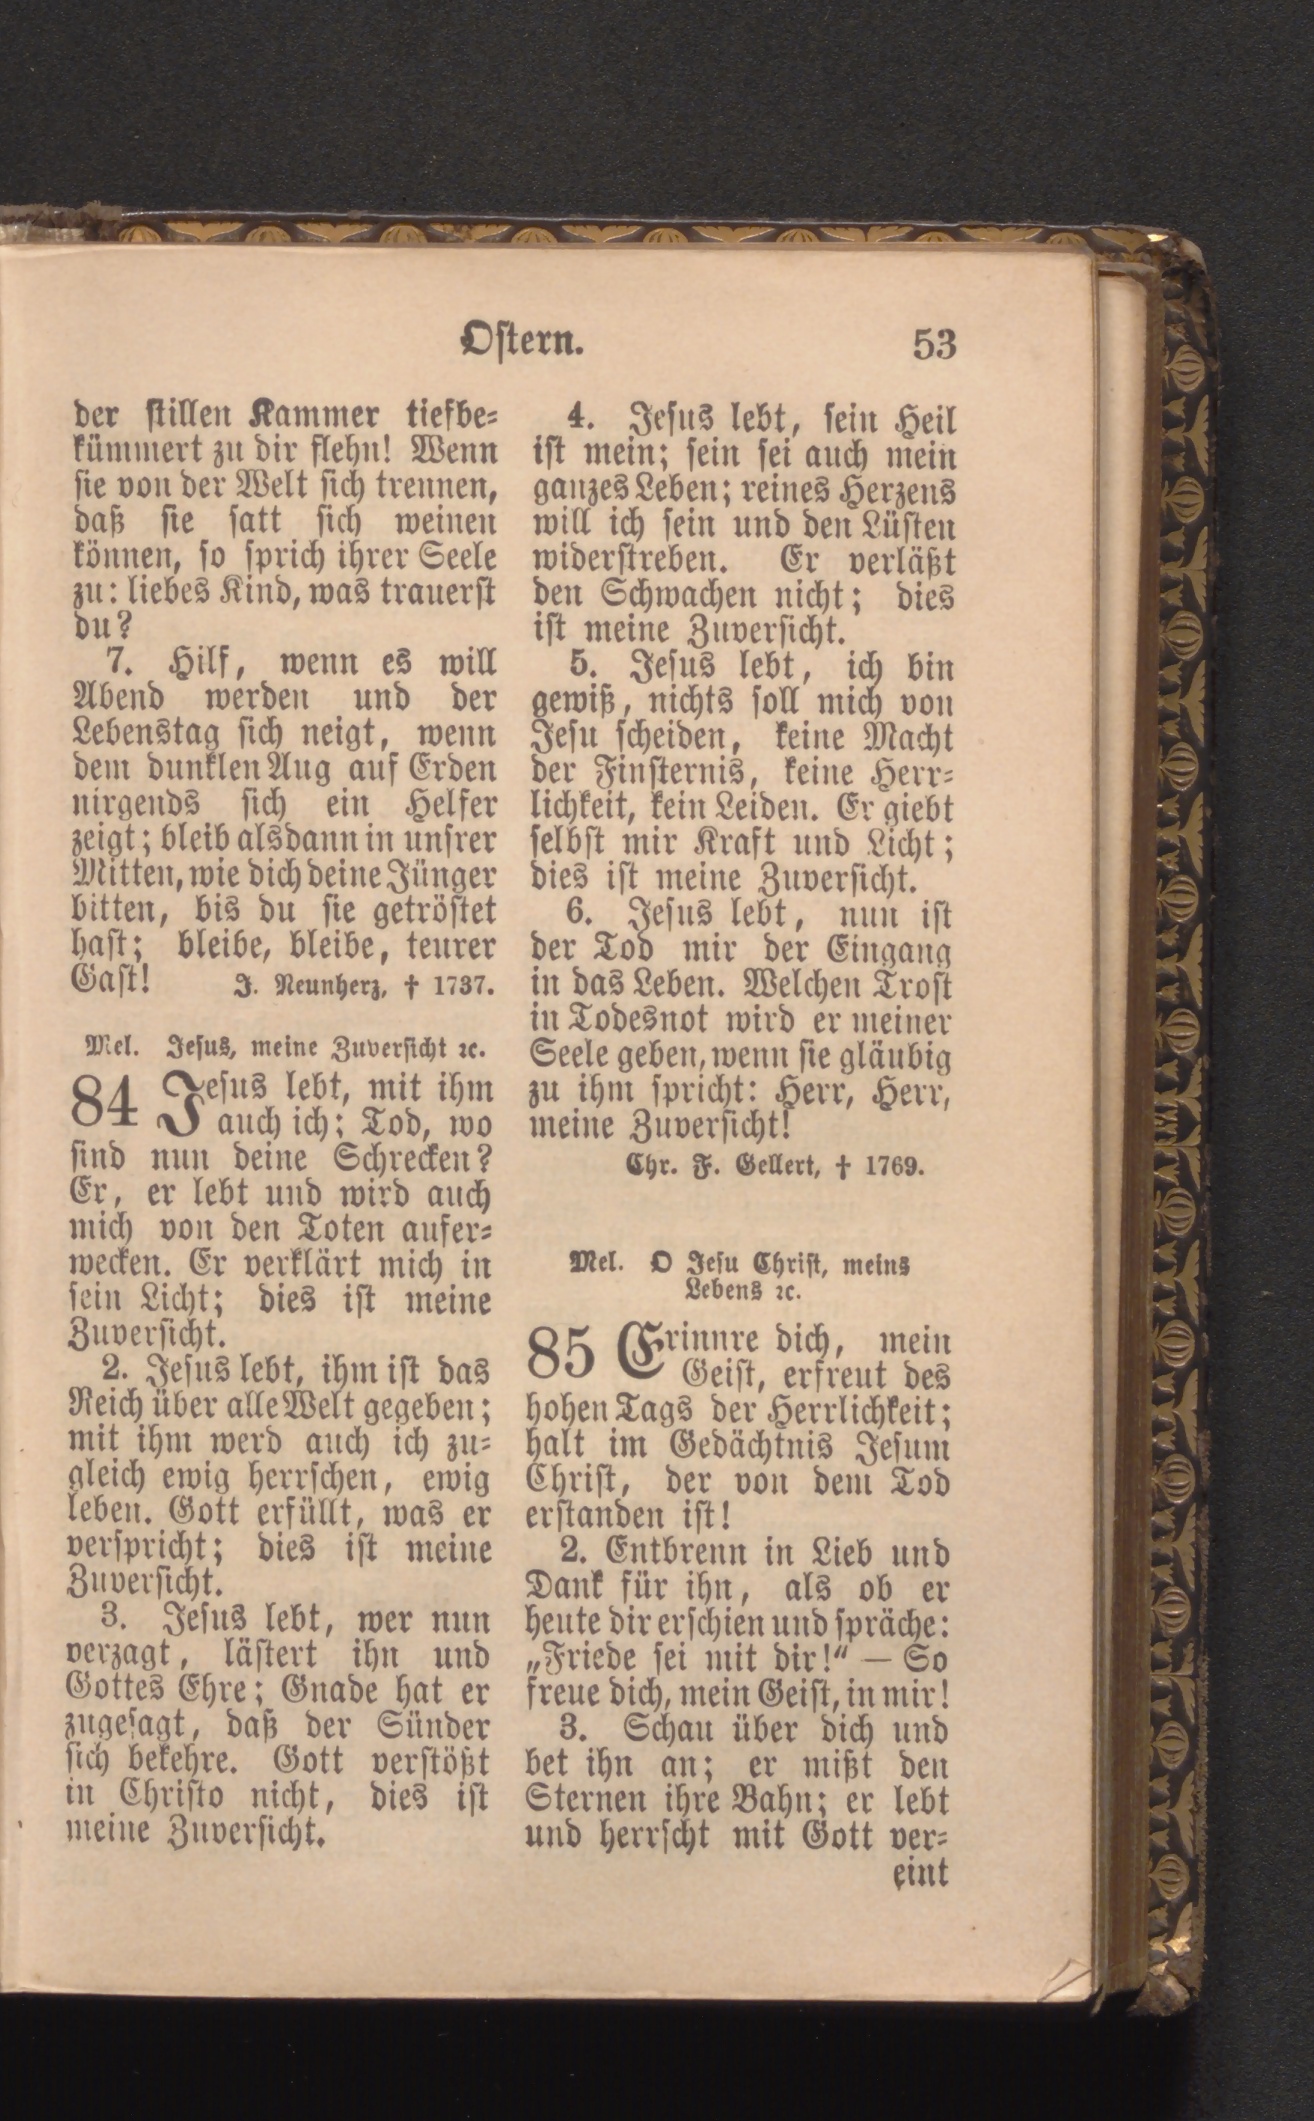 Ostern. 53
der stillen Kammer tiefbe-
kümmert zu dir flehn! Wenn
sie von der Welt sich trennen,
daß sie satt sich weinen
können, so sprich ihrer Seele
zu: liebes Kind, was trauerst
du?
7. Hilf, wenn es will
Abend werden und der
Lebenstag sich neigt, wenn
dem dunklen Aug auf Erden
nirgends sich ein Helfer
zeigt; bleib alsdann in unsrer
Mitten, wie dich deine Jünger
bitten, bis du sie getröstet
hast; bleibe, bleibe, teurer
Gast! J. Neunherz, † 1737.
Mel. Jesus, meine Zuversicht ꝛc.
84 Jesus lebt, mit ihm
auch ich; Tod, wo
sind nun deine Schrecken?
Er, er lebt und wird auch
mich von den Toten aufer-
wecken. Er verklärt mich in
sein Licht; dies ist meine
Zuversicht.
2. Jesus lebt, ihm ist das
Reich über alle Welt gegeben;
mit ihm werd auch ich zu-
gleich ewig herrschen, ewig
leben. Gott erfüllt, was er
verspricht; dies ist meine
Zuversicht.
3. Jesus lebt, wer nun
verzagt, lästert ihn und
Gottes Ehre; Gnade hat er
zugesagt, daß der Sünder
sich bekehre. Gott verstößt
in Christo nicht, dies ist
meine Zuversicht.
4. Jesus lebt, sein Heil
ist mein; sein sei auch mein
ganzes Leben; reines Herzens
will ich sein und den Lüsten
widerstreben. Er verläßt
den Schwachen nicht; dies
ist meine Zuversicht.
5. Jesus lebt, ich bin
gewiß, nichts soll mich von
Jesu scheiden, keine Macht
der Finsternis, keine Herr-
lichkeit, kein Leiden. Er giebt
selbst mir Kraft und Licht;
dies ist meine Zuversicht.
6. Jesus lebt, nun ist
der Tod mir der Eingang
in das Leben. Welchen Trost
in Todesnot wird er meiner
Seele geben, wenn sie gläubig
zu ihm spricht: Herr, Herr,
meine Zuversicht!
Chr. F. Gellert, † 1769.
Mel. O Jesu Christ, meins
Lebens ꝛc.
85 Erinnre dich, mein
Geist, erfreut des
hohen Tags der Herrlichkeit;
halt im Gedächtnis Jesum
Christ, der von dem Tod
erstanden ist!
2. Entbrenn in Lieb und
Dank für ihn, als ob er
heute dir erschien und spräche:
„Friede sei mit dir!“ — So
freue dich, mein Geist, in mir!
3. Schau über dich und
bet ihn an; er mißt den
Sternen ihre Bahn; er lebt
und herrscht mit Gott ver-
eint